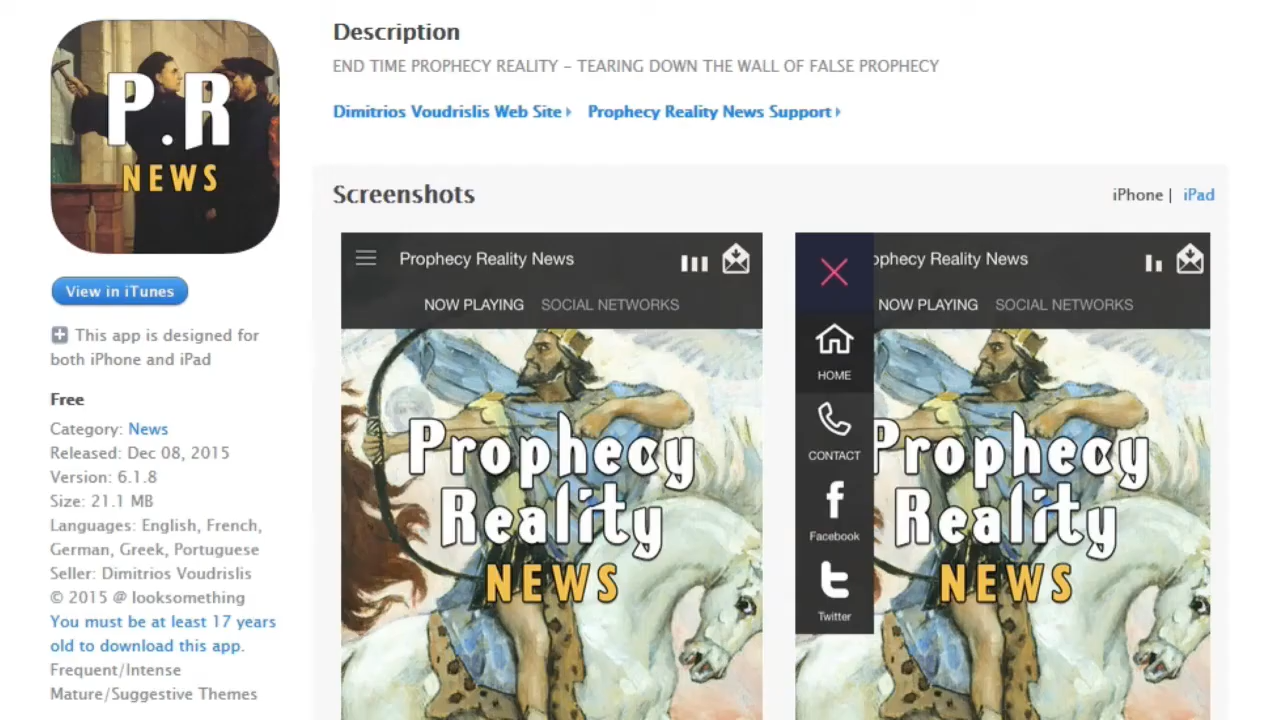 P.R
NEWS
View in iTunes
This app is designed for
both iPhone and iPad
Free
Category: News
Released: Dec 08, 2015
Version: 6.1.8
Size: 21.1 MB
Languages: English, French,
German, Greek, Portuguese
Seller: Dimitrios Voudrislis
© 2015 @ looksomething
You must be at least 17 years
old to download this app.
Frequent/Intense
Mature/Suggestive Themes
Description
END TIME PROPHECY REALITY – TEARING DOWN THE WALL OF FALSE PROPHECY
Dimitrios Voudrislis Web Site Prophecy Reality News Support
Screenshots
iPhone | iPad
Prophecy Reality News
NOW PLAYING SOCIAL NETWORKS
Prophecy
Reality
NEWS
ophecy Reality News
NOW PLAYING SOCIAL NETWORKS
HOME
CONTACT
Facebook
Twitter
Prophecy
Reality
NEWS